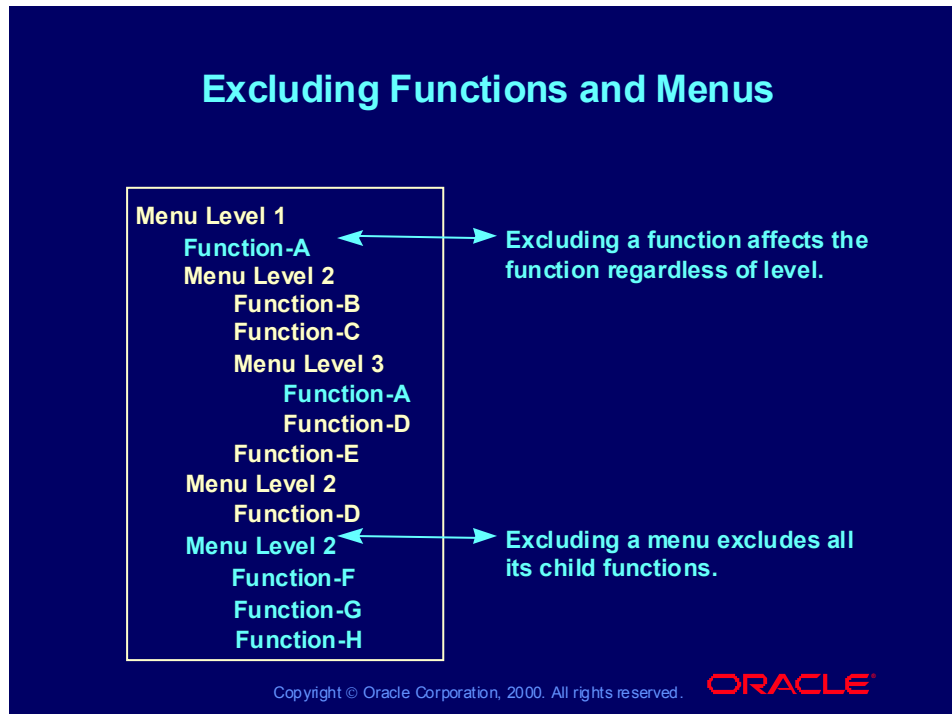 Excluding Functions and Menus
Menu Level 1
Function-A
Menu Level 2
Function-B
Function-C
Menu Level 3
Function-A
Function-D
Function-E
Menu Level 2
Function-D
Menu Level 2
Function-F
Function-G
Function-H
Excluding a function affects the
function regardless of level.
Excluding a menu excludes all
its child functions.
Copyright © Oracle Corporation, 2000. All rights reserved.
ORACLE®